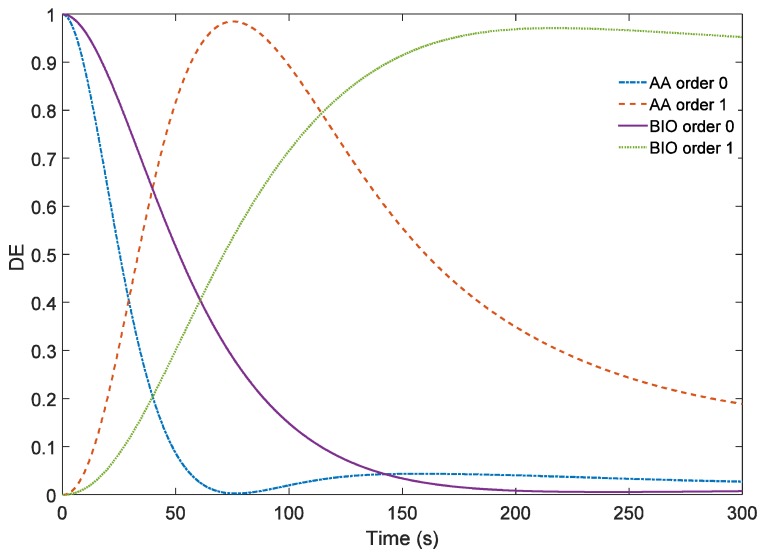 1
0.9
0.8
0.7
0.6
0.5
0.4
0.3
0.2
0.1
0
DE
AA order 0
AA order 1
BIO order 0
BIO order 1
0 50 100 150 200 250 300
Time (s)